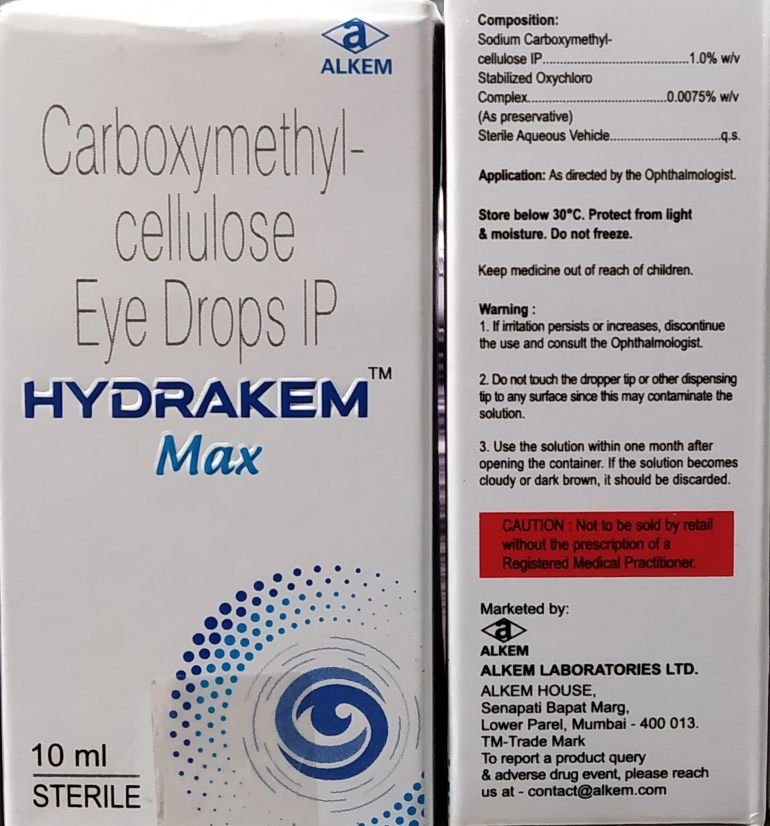 a
ALKEM
Carboxymethyl-
cellulose
Eye Drops IP
HYDRAKEM™
Max
10 ml
STERILE
Composition:
Sodium Carboxymethyl-
cellulose IP..................................1.0% w/v
Stabilized Oxychloro
Complex..................................0.0075% w/v
(As preservative)
Sterile Aqueous Vehicle..........................q.s.
Application: As directed by the Ophthalmologist.
Store below 30°C. Protect from light
& moisture. Do not freeze.
Keep medicine out of reach of children.
Warning :
1. If irritation persists or increases, discontinue
the use and consult the Ophthalmologist.
2. Do not touch the dropper tip or other dispensing
tip to any surface since this may contaminate the
solution.
3. Use the solution within one month after
opening the container. If the solution becomes
cloudy or dark brown, it should be discarded.
CAUTION : Not to be sold by retail
without the prescription of a
Registered Medical Practitioner.
Marketed by:
a
ALKEM
ALKEM LABORATORIES LTD.
ALKEM HOUSE,
Senapati Bapat Marg,
Lower Parel, Mumbai - 400 013.
TM-Trade Mark
To report a product query
& adverse drug event, please reach
us at - contact@alkem.com